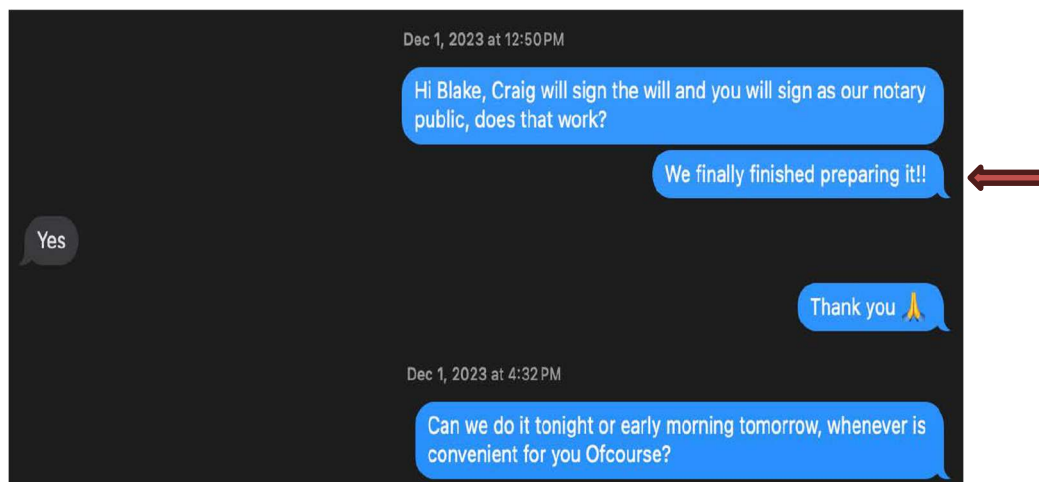 Dec 1, 2023 at 12:50 PM
Hi Blake, Craig will sign the will and you will sign as our notary
public, does that work?
We finally finished preparing it!!
Yes
Thank you 🙏
Dec 1, 2023 at 4:32 PM
Can we do it tonight or early morning tomorrow, whenever is
convenient for you Ofcourse?